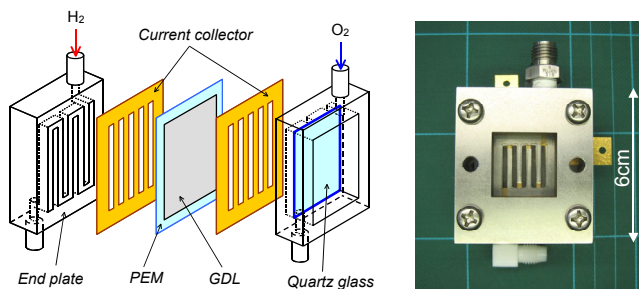 H2
Current collector
O2
End plate
PEM
GDL
Quartz glass
6cm